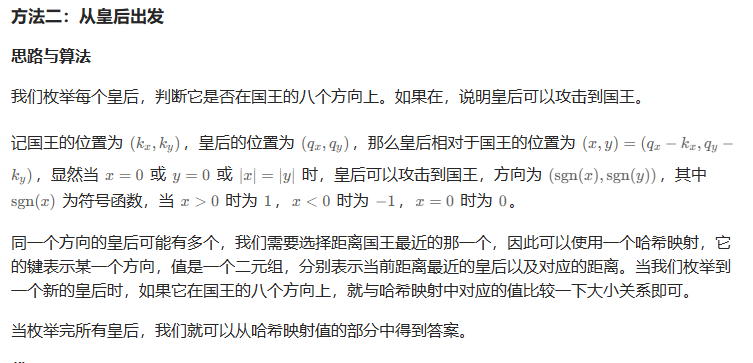 方法二：从皇后出发
思路与算法
我们枚举每个皇后，判断它是否在国王的八个方向上。如果在，说明皇后可以攻击到国王。
记国王的位置为 (kₓ, kᵧ)，皇后的位置为 (qₓ, qᵧ)，那么皇后相对于国王的位置为 (x, y) = (qₓ − kₓ, qᵧ −
kᵧ)，显然当 x = 0 或 y = 0 或 |x| = |y| 时，皇后可以攻击到国王，方向为 (sgn(x), sgn(y))，其中
sgn(x) 为符号函数，当 x > 0 时为 1，x < 0 时为 −1，x = 0 时为 0。
同一个方向的皇后可能有多个，我们需要选择距离国王最近的那一个，因此可以使用一个哈希映射，它
的键表示某一个方向，值是一个二元组，分别表示当前距离最近的皇后以及对应的距离。当我们枚举到
一个新的皇后时，如果它在国王的八个方向上，就与哈希映射中对应的值比较一下大小关系即可。
当枚举完所有皇后，我们就可以从哈希映射值的部分中得到答案。